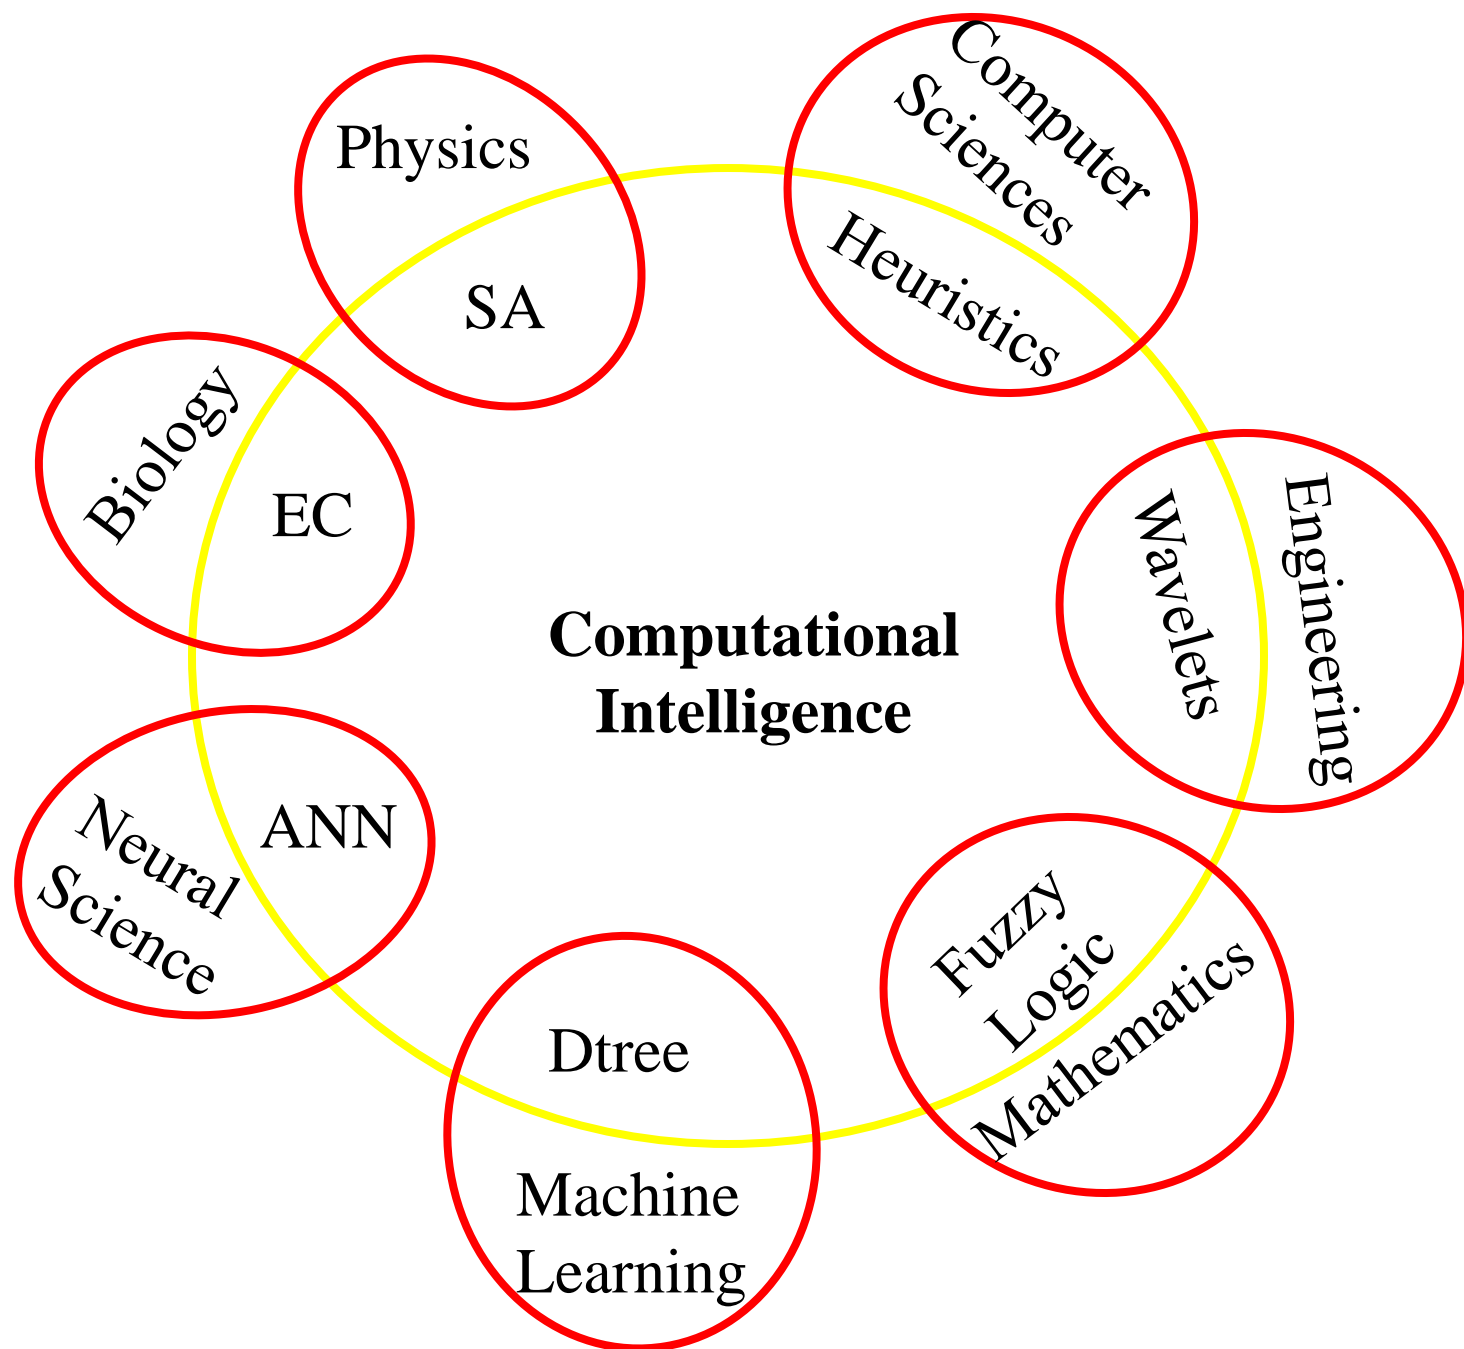 Computer
Sciences
Heuristics
Physics
SA
Biology
EC
Engineering
Wavelets
Computational
Intelligence
ANN
Neural
Science
Fuzzy
Logic
Mathematics
Dtree
Machine
Learning